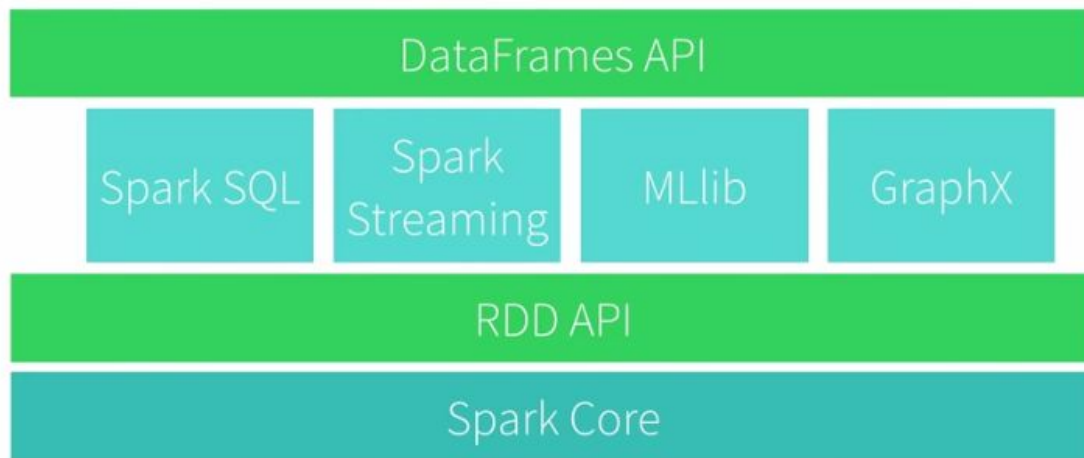 DataFrames API
Spark SQL
Spark
Streaming
MLlib
GraphX
RDD API
Spark Core